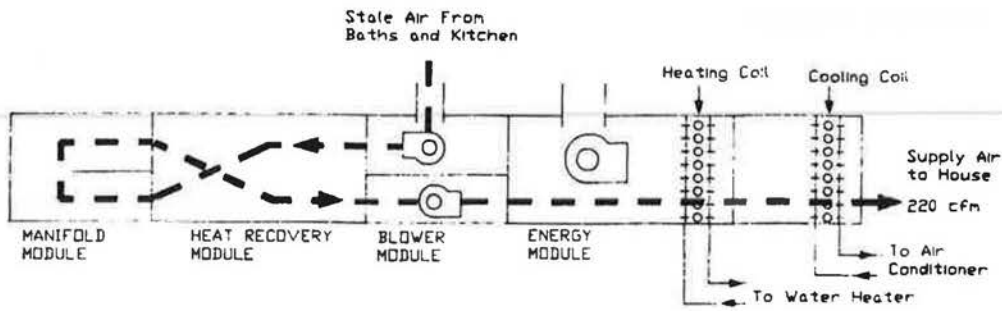 Stale Air From
Baths and Kitchen
Heating Coil
Cooling Coil
Supply Air
to House
220 cfm
MANIFOLD
MODULE
HEAT RECOVERY
MODULE
BLOWER
MODULE
ENERGY
MODULE
To Air
Conditioner
To Water Heater